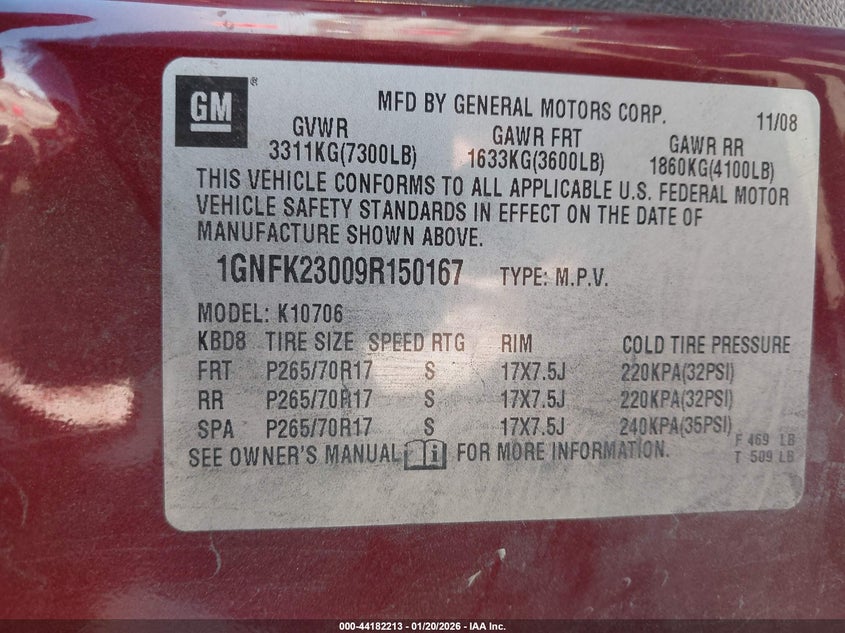 GM
MFD BY GENERAL MOTORS CORP. 11/08
GVWR GAWR FRT GAWR RR
3311KG(7300LB) 1633KG(3600LB) 1860KG(4100LB)
THIS VEHICLE CONFORMS TO ALL APPLICABLE U.S. FEDERAL MOTOR
VEHICLE SAFETY STANDARDS IN EFFECT ON THE DATE OF
MANUFACTURE SHOWN ABOVE.
1GNFK23009R150167 TYPE: M.P.V.
MODEL: K10706
KBD8 TIRE SIZE SPEED RTG RIM COLD TIRE PRESSURE
FRT P265/70R17 S 17X7.5J 220KPA(32PSI)
RR P265/70R17 S 17X7.5J 220KPA(32PSI)
SPA P265/70R17 S 17X7.5J 240KPA(35PSI)
F 469 LB
SEE OWNER'S MANUAL FOR MORE INFORMATION.
T 509 LB
000-44182213 - 01/20/2026 - IAA Inc.